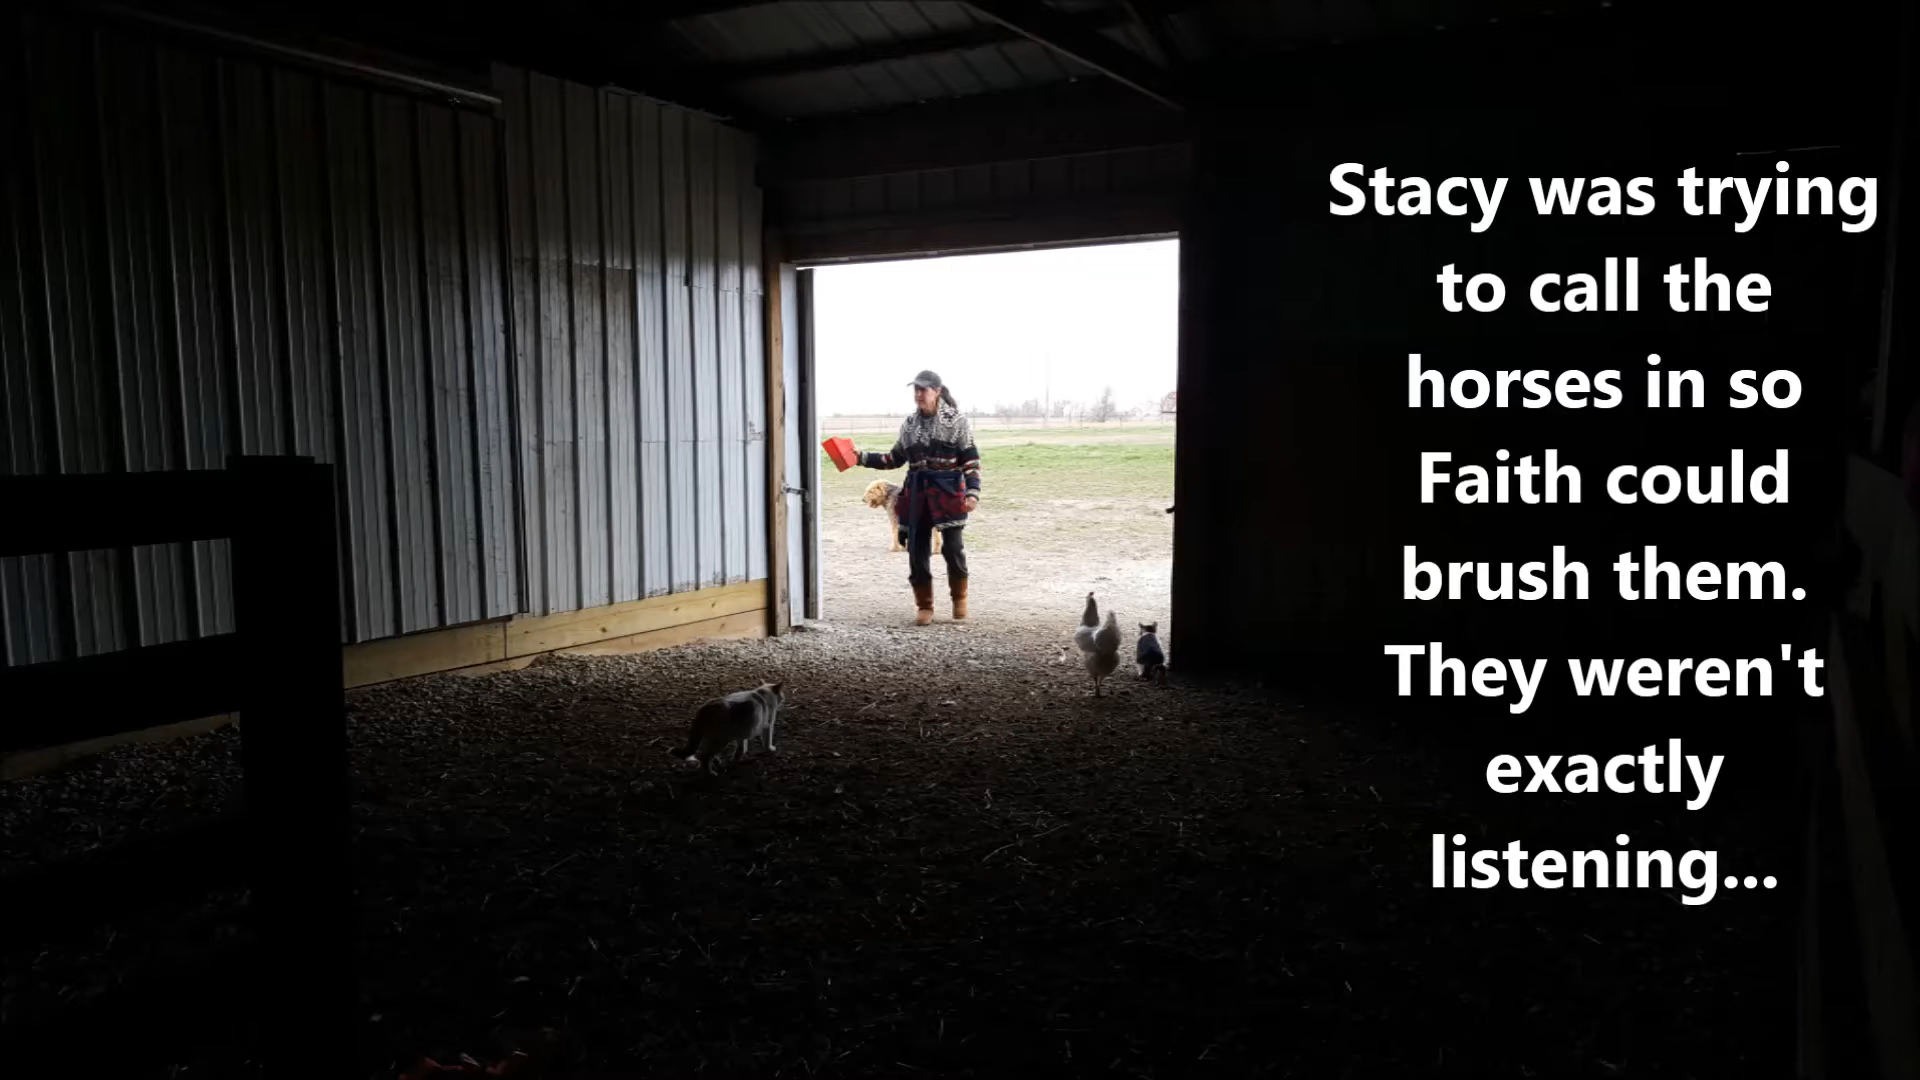 Stacy was trying
to call the
horses in so
Faith could
brush them.
They weren't
exactly
listening...